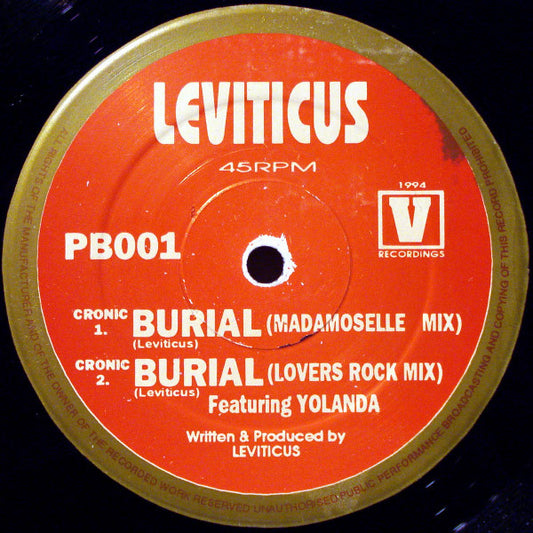 LEVITICUS
45RPM
1994
V
RECORDINGS
PB001
CRONIC
1. BURIAL (MADAMOSELLE MIX)
(Leviticus)
CRONIC
2. BURIAL (LOVERS ROCK MIX)
(Leviticus) Featuring YOLANDA
Written & Produced by
LEVITICUS
ALL RIGHTS OF THE MANUFACTURER AND OF THE OWNER OF THE RECORDED WORK RESERVED UNAUTHORISED PUBLIC PERFORMANCE BROADCASTING AND COPYING OF THIS RECORD PROHIBITED